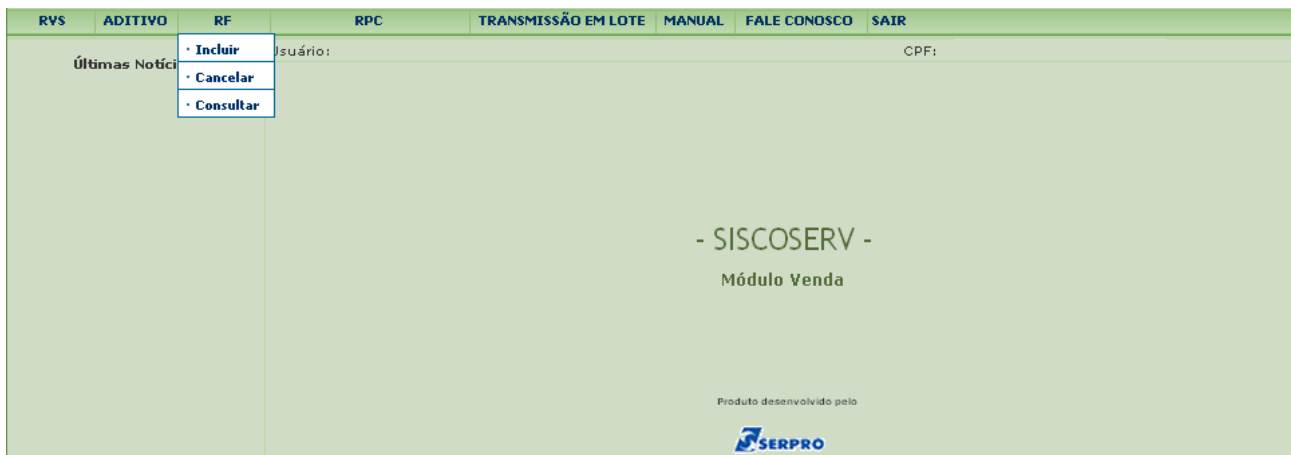 RVS ADITIVO RF RPC TRANSMISSÃO EM LOTE MANUAL FALE CONOSCO SAIR
· Incluir
· Cancelar
· Consultar
Últimas Notíci
Usuário:
CPF:
- SISCOSERV -
Módulo Venda
Produto desenvolvido pelo
SERPRO